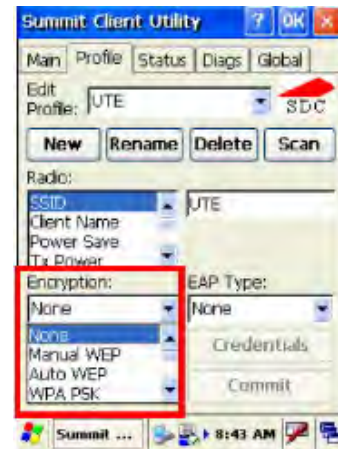 Summit Client Utility ? OK ×
Main Profile Status Diags Global
Edit Profile: UTE
SDC
New Rename Delete Scan
Radio:
SSID
Client Name
Power Save
Tx Power
UTE
Encryption:
None
None
Manual WEP
Auto WEP
WPA PSK
EAP Type:
None
Credentials
Commit
Summit ... 8:43 AM